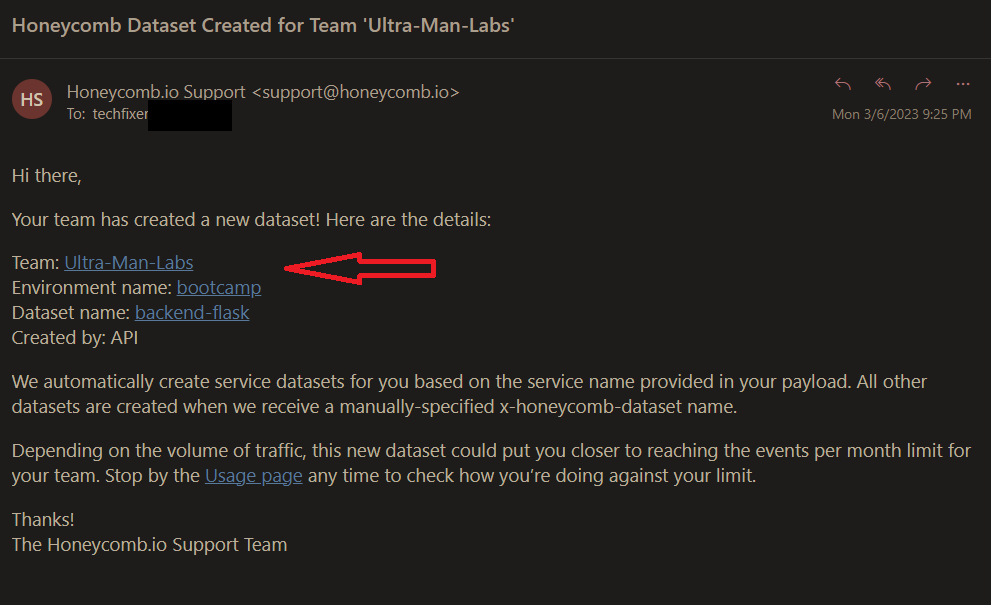 Honeycomb Dataset Created for Team 'Ultra-Man-Labs'
HS
Honeycomb.io Support <support@honeycomb.io>
To: techfixer
Mon 3/6/2023 9:25 PM
Hi there,
Your team has created a new dataset! Here are the details:
Team: Ultra-Man-Labs
Environment name: bootcamp
Dataset name: backend-flask
Created by: API
We automatically create service datasets for you based on the service name provided in your payload. All other
datasets are created when we receive a manually-specified x-honeycomb-dataset name.
Depending on the volume of traffic, this new dataset could put you closer to reaching the events per month limit for
your team. Stop by the Usage page any time to check how you’re doing against your limit.
Thanks!
The Honeycomb.io Support Team